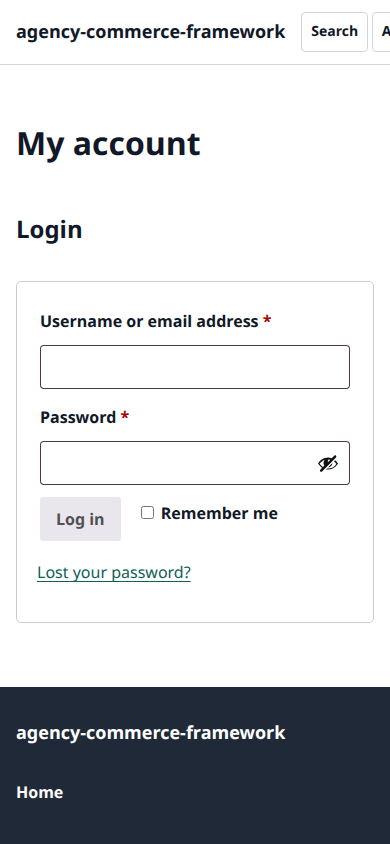 agency-commerce-framework Search A
My account
Login
Username or email address *
Password *
Log in Remember me
Lost your password?
agency-commerce-framework
Home